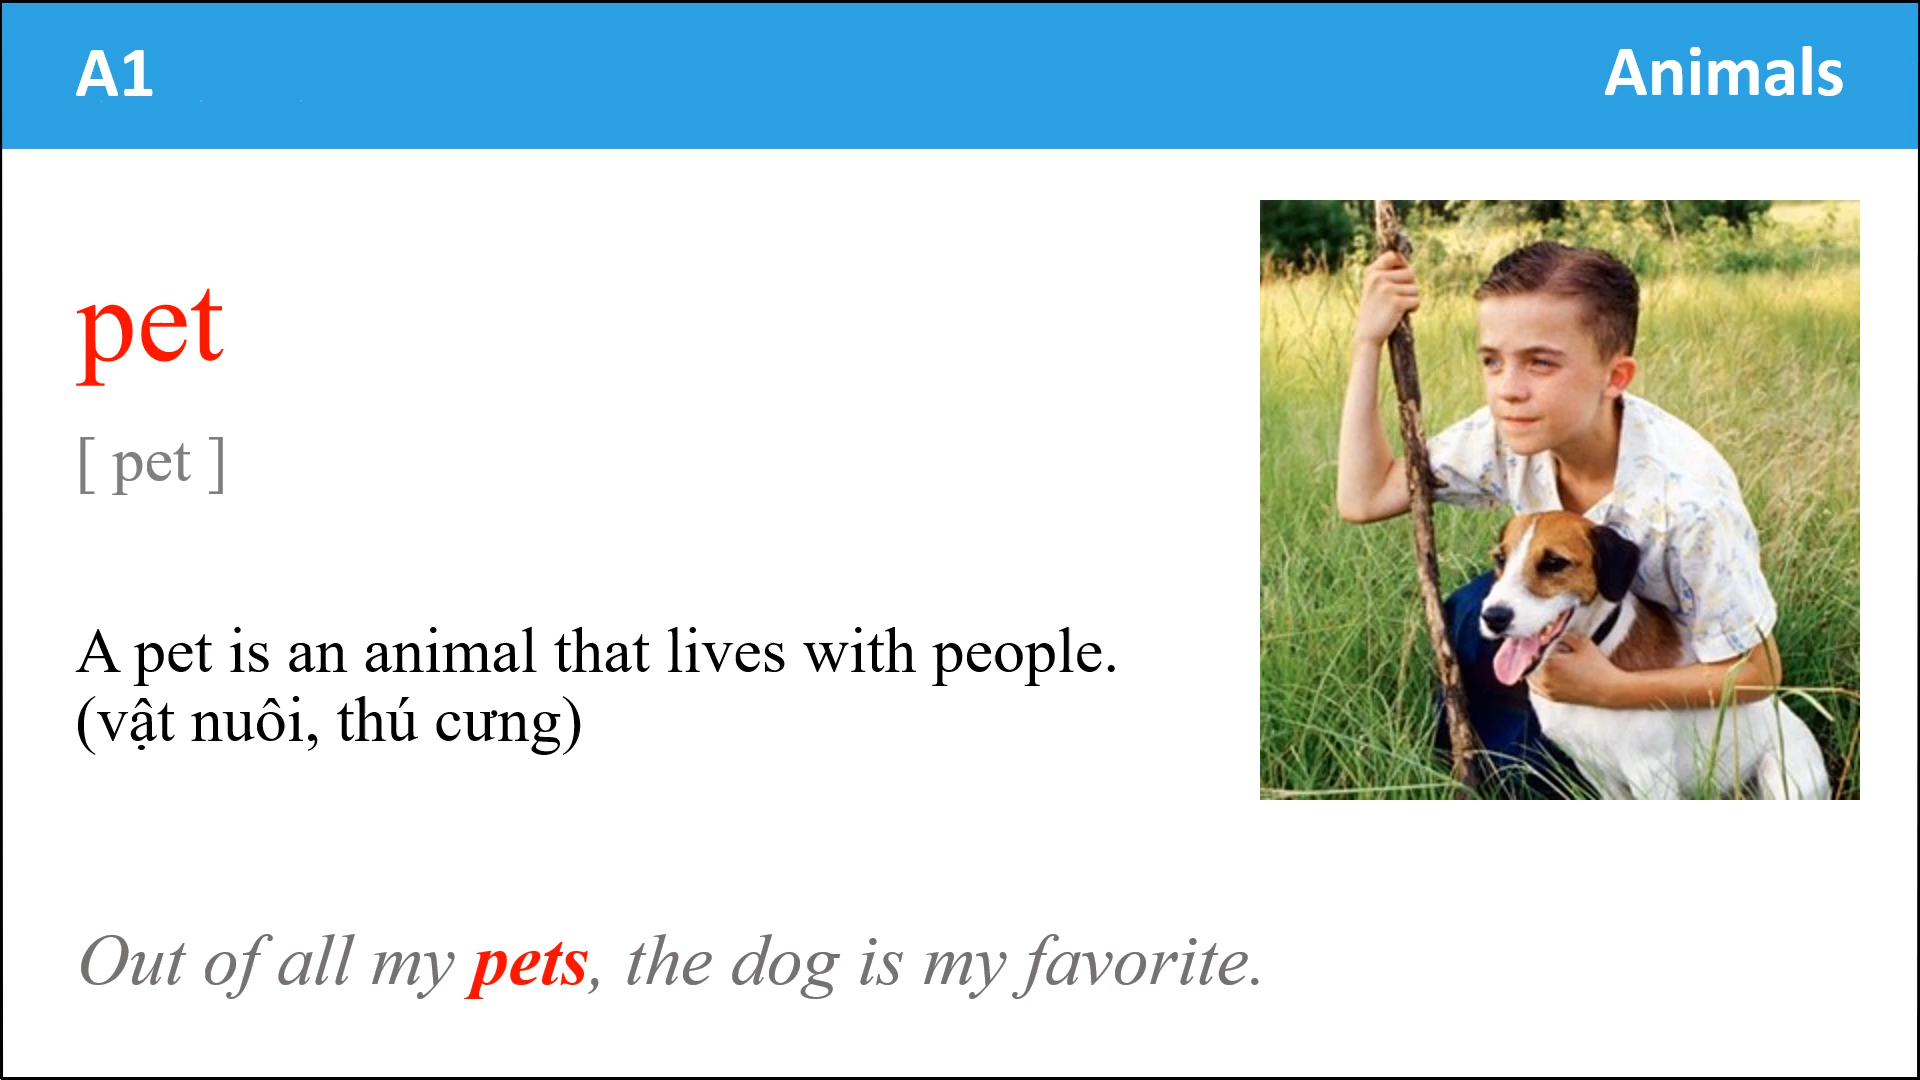 A1
Animals
pet
[ pet ]
A pet is an animal that lives with people.
(vật nuôi, thú cưng)
Out of all my pets, the dog is my favorite.